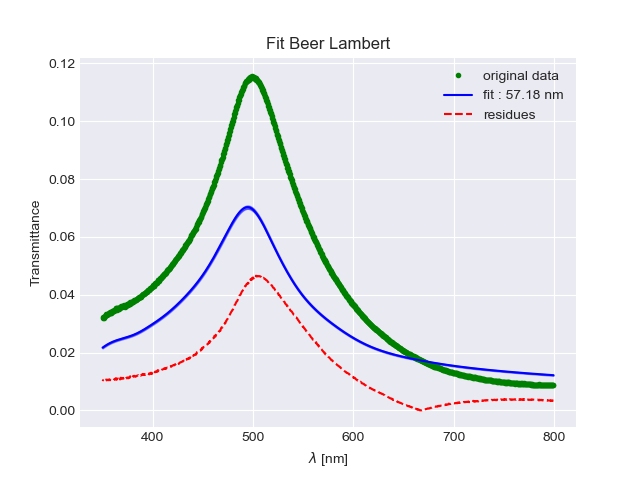 Fit Beer Lambert
0.12
0.10
0.08
0.06
0.04
0.02
0.00
Transmittance
original data
fit : 57.18 nm
residues
400 500 600 700 800
λ [nm]